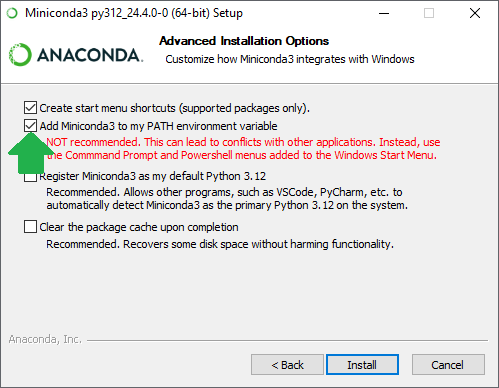 Miniconda3 py312_24.4.0-0 (64-bit) Setup
ANACONDA.
Advanced Installation Options
Customize how Miniconda3 integrates with Windows
Create start menu shortcuts (supported packages only).
Add Miniconda3 to my PATH environment variable
NOT recommended. This can lead to conflicts with other applications. Instead, use
the Commmand Prompt and Powershell menus added to the Windows Start Menu.
Register Miniconda3 as my default Python 3.12
Recommended. Allows other programs, such as VSCode, PyCharm, etc. to
automatically detect Miniconda3 as the primary Python 3.12 on the system.
Clear the package cache upon completion
Recommended. Recovers some disk space without harming functionality.
Anaconda, Inc.
< Back
Install
Cancel